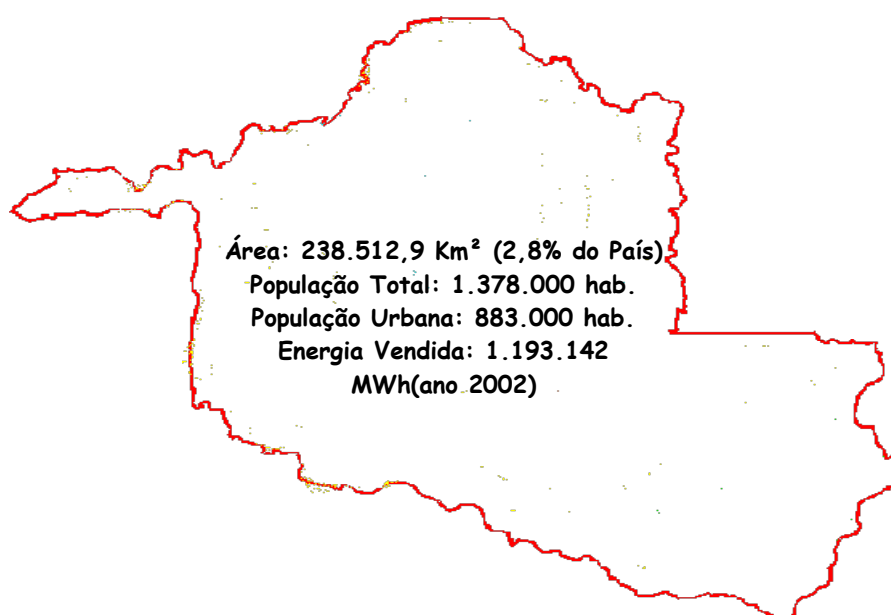 Área: 238.512,9 Km² (2,8% do País)
População Total: 1.378.000 hab.
População Urbana: 883.000 hab.
Energia Vendida: 1.193.142
MWh(ano 2002)